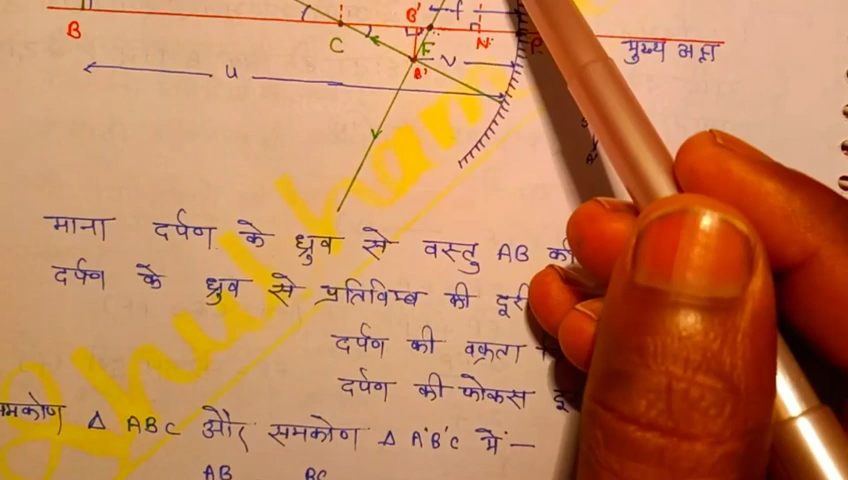 B C B' F f N P मुख्य अक्ष
A' v
u
माना दर्पण के ध्रुव से वस्तु AB की
दर्पण के ध्रुव से प्रतिविम्ब की दूरी
दर्पण की वक्रता
दर्पण की फोकस
समकोण Δ ABC और समकोण Δ A'B'C में —
AB BC